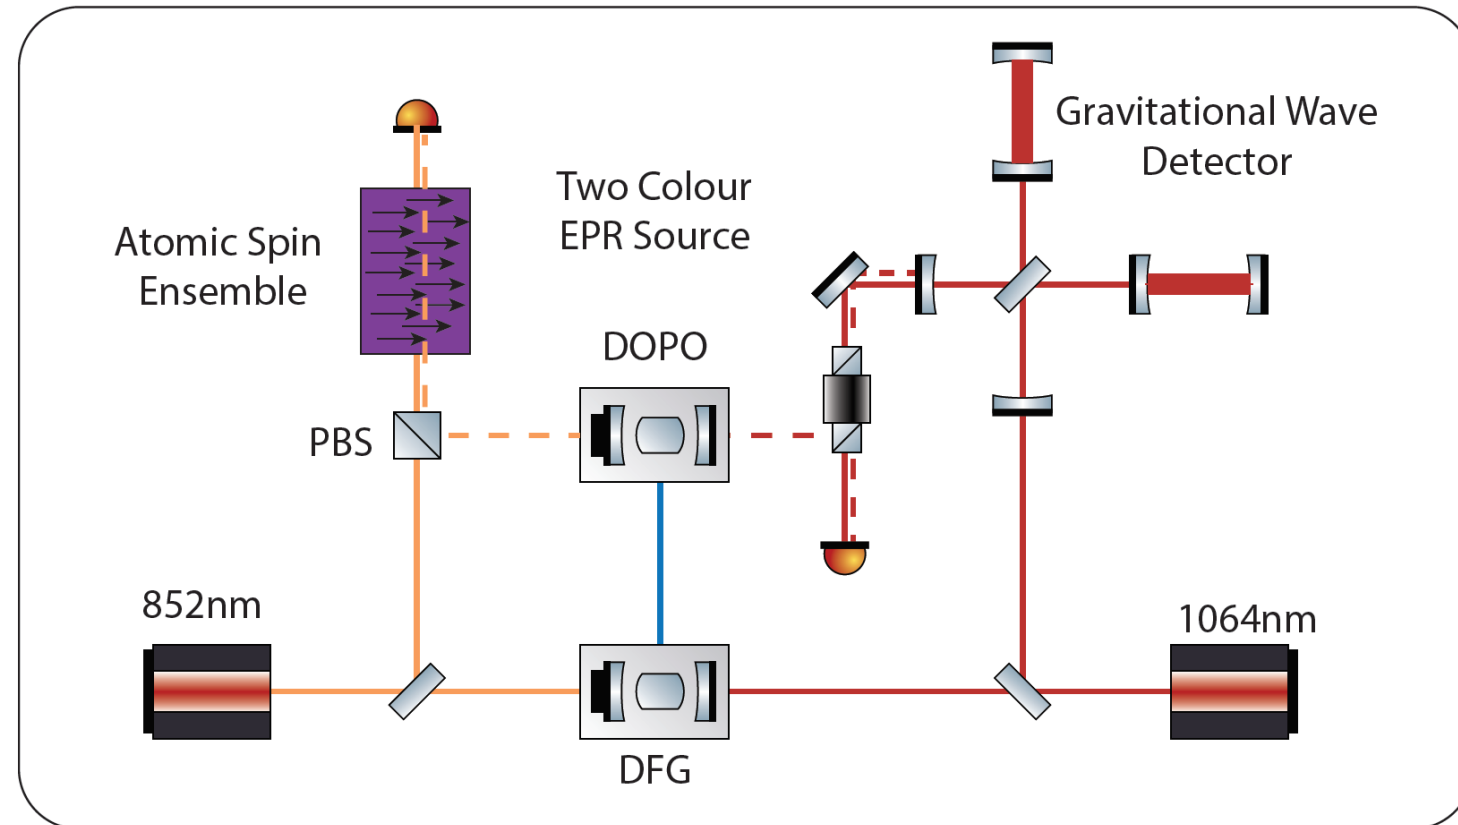 Gravitational Wave
Detector
Two Colour
EPR Source
Atomic Spin
Ensemble
DOPO
PBS
852nm
1064nm
DFG